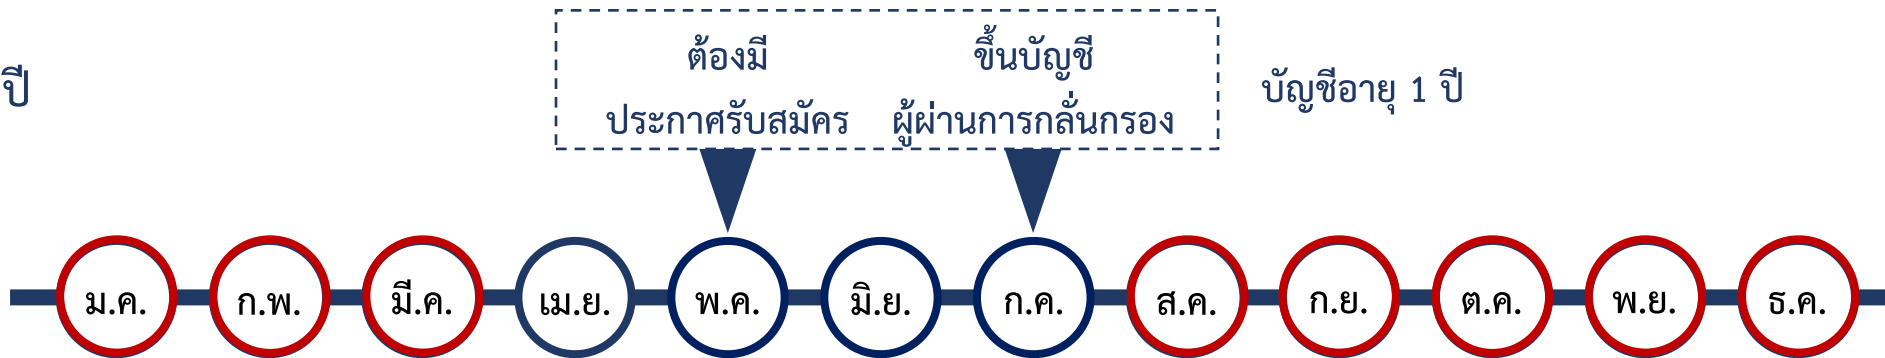 ปี
ต้องมี
ประกาศรับสมัคร
ขึ้นบัญชี
ผู้ผ่านการกลั่นกรอง
บัญชีอายุ 1 ปี
ม.ค. ก.พ. มี.ค. เม.ย. พ.ค. มิ.ย. ก.ค. ส.ค. ก.ย. ต.ค. พ.ย. ธ.ค.